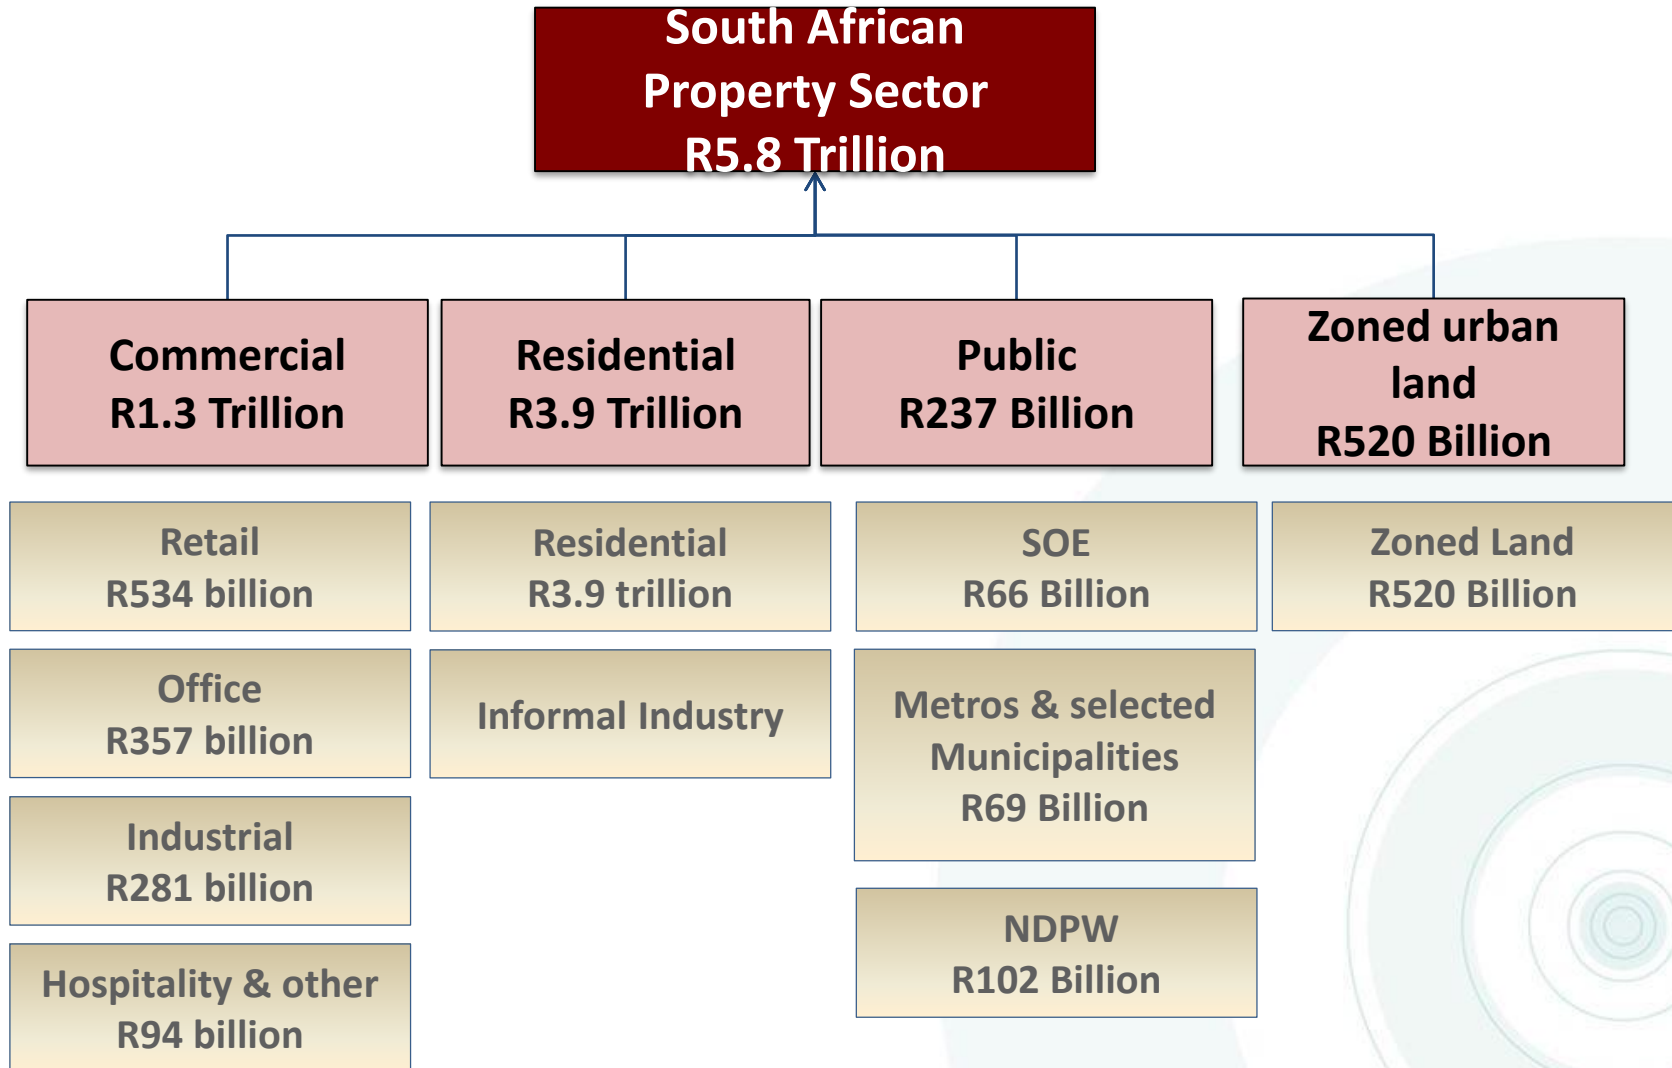 South African
Property Sector
R5.8 Trillion
Commercial
R1.3 Trillion
Residential
R3.9 Trillion
Public
R237 Billion
Zoned urban
land
R520 Billion
Retail
R534 billion
Office
R357 billion
Industrial
R281 billion
Hospitality & other
R94 billion
Residential
R3.9 trillion
Informal Industry
SOE
R66 Billion
Metros & selected
Municipalities
R69 Billion
NDPW
R102 Billion
Zoned Land
R520 Billion